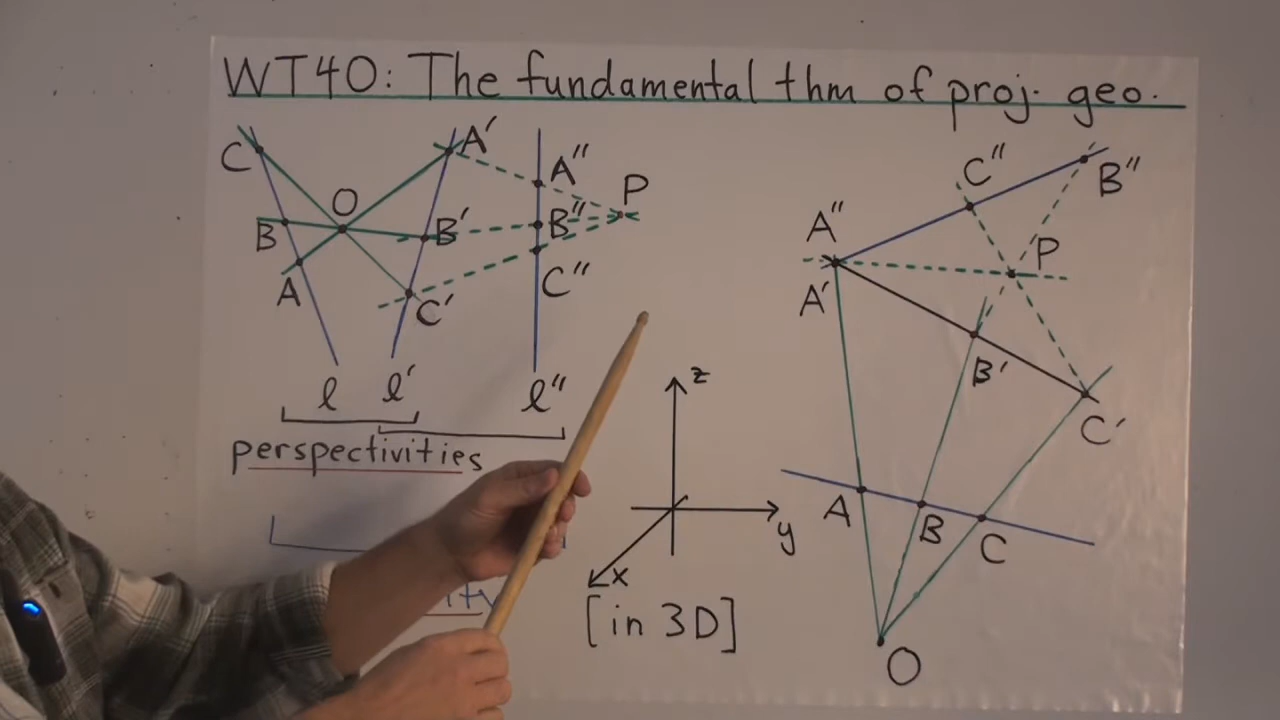 WT40: The fundamental thm of proj. geo.
C
A′
O
A″
P
B
B′
B″
A
C′
C″
l
l′
l″
perspectivities
C″
B″
A″
P
A′
B′
C′
z
y
x
[in 3D]
A
B
C
O